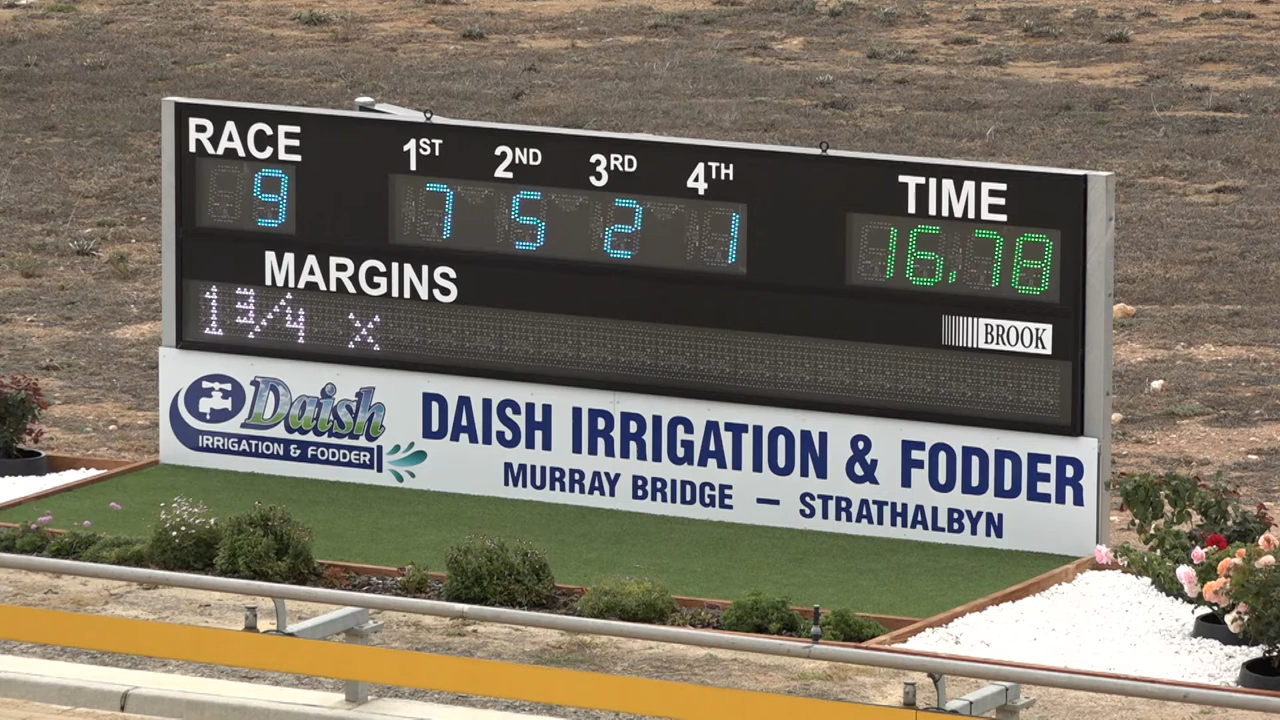 RACE 1ST 2ND 3RD 4TH TIME
9 7 5 2 1 16.78
MARGINS
1 3/4 x
BROOK
Daish
IRRIGATION & FODDER
DAISH IRRIGATION & FODDER
MURRAY BRIDGE — STRATHALBYN